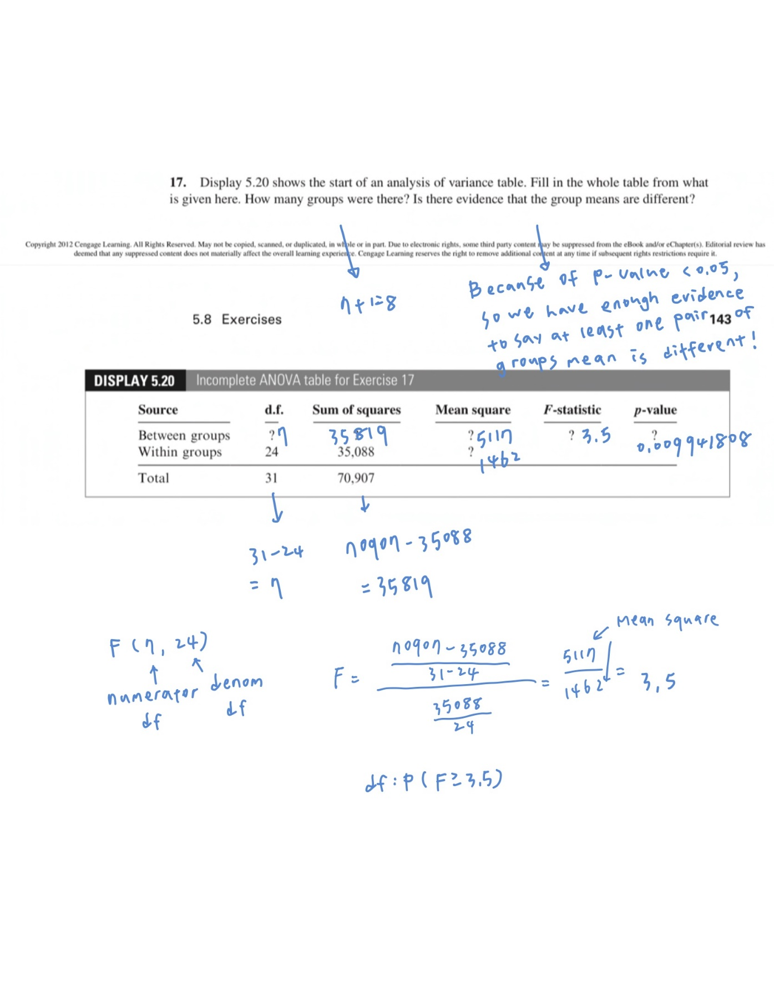 17. Display 5.20 shows the start of an analysis of variance table. Fill in the whole table from what
is given here. How many groups were there? Is there evidence that the group means are different?
Copyright 2012 Cengage Learning. All Rights Reserved. May not be copied, scanned, or duplicated, in whole or in part. Due to electronic rights, some third party content may be suppressed from the eBook and/or eChapter(s). Editorial review has
deemed that any suppressed content does not materially affect the overall learning experience. Cengage Learning reserves the right to remove additional content at any time if subsequent rights restrictions require it.
7+1=8
Because of p-value <0.05,
so we have enough evidence
to say at least one pair of
groups mean is different!
5.8 Exercises 143
DISPLAY 5.20 Incomplete ANOVA table for Exercise 17
Source d.f. Sum of squares Mean square F-statistic p-value
Between groups ? 7 35819 ? 5117 ? 3.5 ? 0.009941808
Within groups 24 35,088 ? 1462
Total 31 70,907
31-24 70907-35088
=7 =35819
Mean square
F(7, 24)
numerator df
denom df
F = 70907-35088 / 31-24 / 35088 / 24 = 5117 / 1462 = 3.5
df: P(F≥3.5)